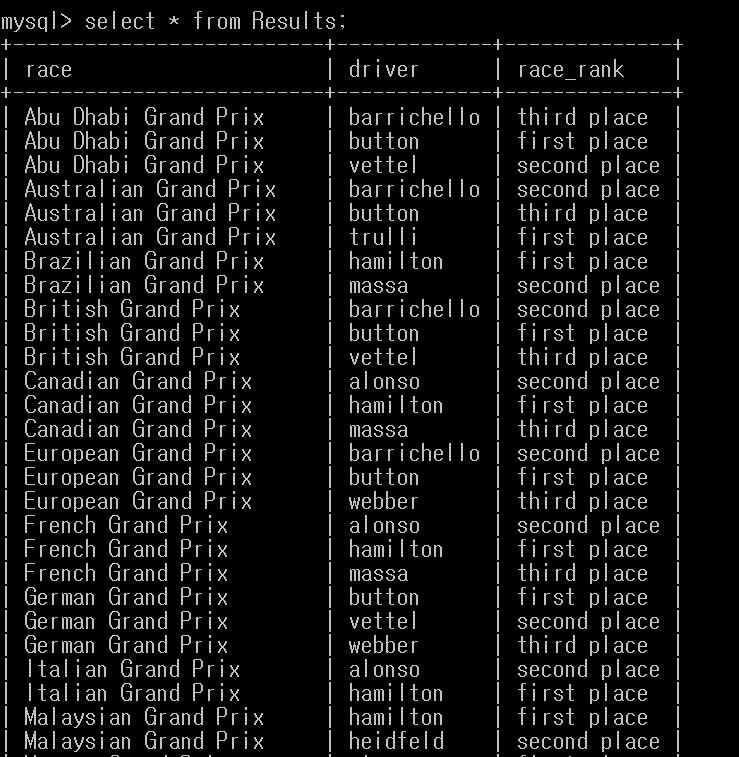 mysql> select * from Results;
+--------------------------+-------------+--------------+
| race | driver | race_rank |
+--------------------------+-------------+--------------+
| Abu Dhabi Grand Prix | barrichello | third place |
| Abu Dhabi Grand Prix | button | first place |
| Abu Dhabi Grand Prix | vettel | second place |
| Australian Grand Prix | barrichello | second place |
| Australian Grand Prix | button | third place |
| Australian Grand Prix | trulli | first place |
| Brazilian Grand Prix | hamilton | first place |
| Brazilian Grand Prix | massa | second place |
| British Grand Prix | barrichello | second place |
| British Grand Prix | button | first place |
| British Grand Prix | vettel | third place |
| Canadian Grand Prix | alonso | second place |
| Canadian Grand Prix | hamilton | first place |
| Canadian Grand Prix | massa | third place |
| European Grand Prix | barrichello | second place |
| European Grand Prix | button | first place |
| European Grand Prix | webber | third place |
| French Grand Prix | alonso | second place |
| French Grand Prix | hamilton | first place |
| French Grand Prix | massa | third place |
| German Grand Prix | button | first place |
| German Grand Prix | vettel | second place |
| German Grand Prix | webber | third place |
| Italian Grand Prix | alonso | second place |
| Italian Grand Prix | hamilton | first place |
| Malaysian Grand Prix | hamilton | first place |
| Malaysian Grand Prix | heidfeld | second place |